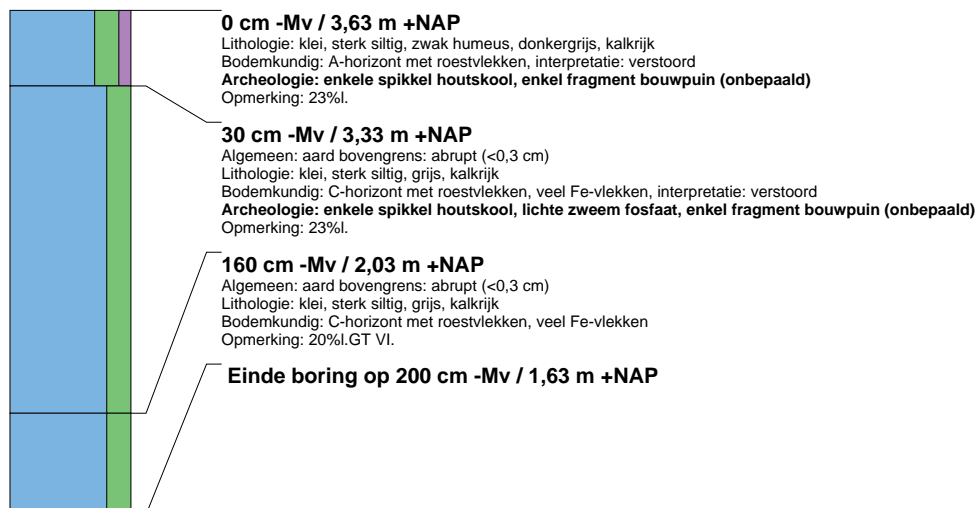 0 cm -Mv / 3,63 m +NAP
Lithologie: klei, sterk siltig, zwak humeus, donkergrijs, kalkrijk
Bodemkundig: A-horizont met roestvlekken, interpretatie: verstoord
Archeologie: enkele spikkel houtskool, enkel fragment bouwpuin (onbepaald)
Opmerking: 23%l.
30 cm -Mv / 3,33 m +NAP
Algemeen: aard bovengrens: abrupt (<0,3 cm)
Lithologie: klei, sterk siltig, grijs, kalkrijk
Bodemkundig: C-horizont met roestvlekken, veel Fe-vlekken, interpretatie: verstoord
Archeologie: enkele spikkel houtskool, lichte zweem fosfaat, enkel fragment bouwpuin (onbepaald)
Opmerking: 23%l.
160 cm -Mv / 2,03 m +NAP
Algemeen: aard bovengrens: abrupt (<0,3 cm)
Lithologie: klei, sterk siltig, grijs, kalkrijk
Bodemkundig: C-horizont met roestvlekken, veel Fe-vlekken
Opmerking: 20%l.GT VI.
Einde boring op 200 cm -Mv / 1,63 m +NAP